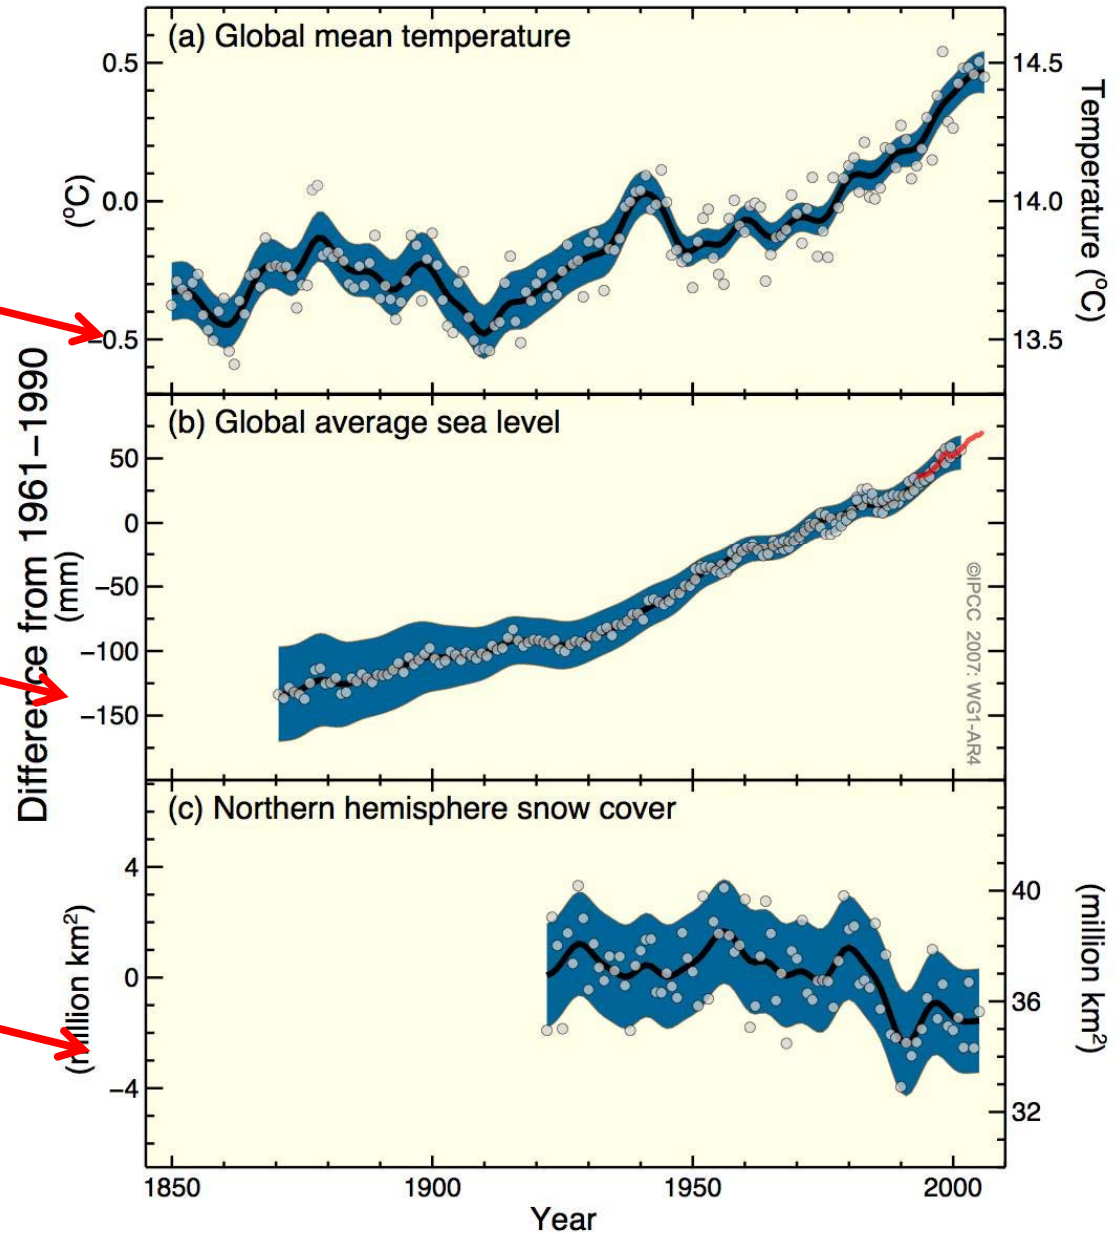 (a) Global mean temperature
0.5
0.0
−0.5
(°C)
14.5
14.0
13.5
Temperature (°C)
Difference from 1961−1990
(b) Global average sea level
50
0
−50
−100
−150
(mm)
©IPCC 2007: WG1-AR4
(c) Northern hemisphere snow cover
4
0
−4
(million km²)
40
36
32
(million km²)
1850
1900
1950
2000
Year